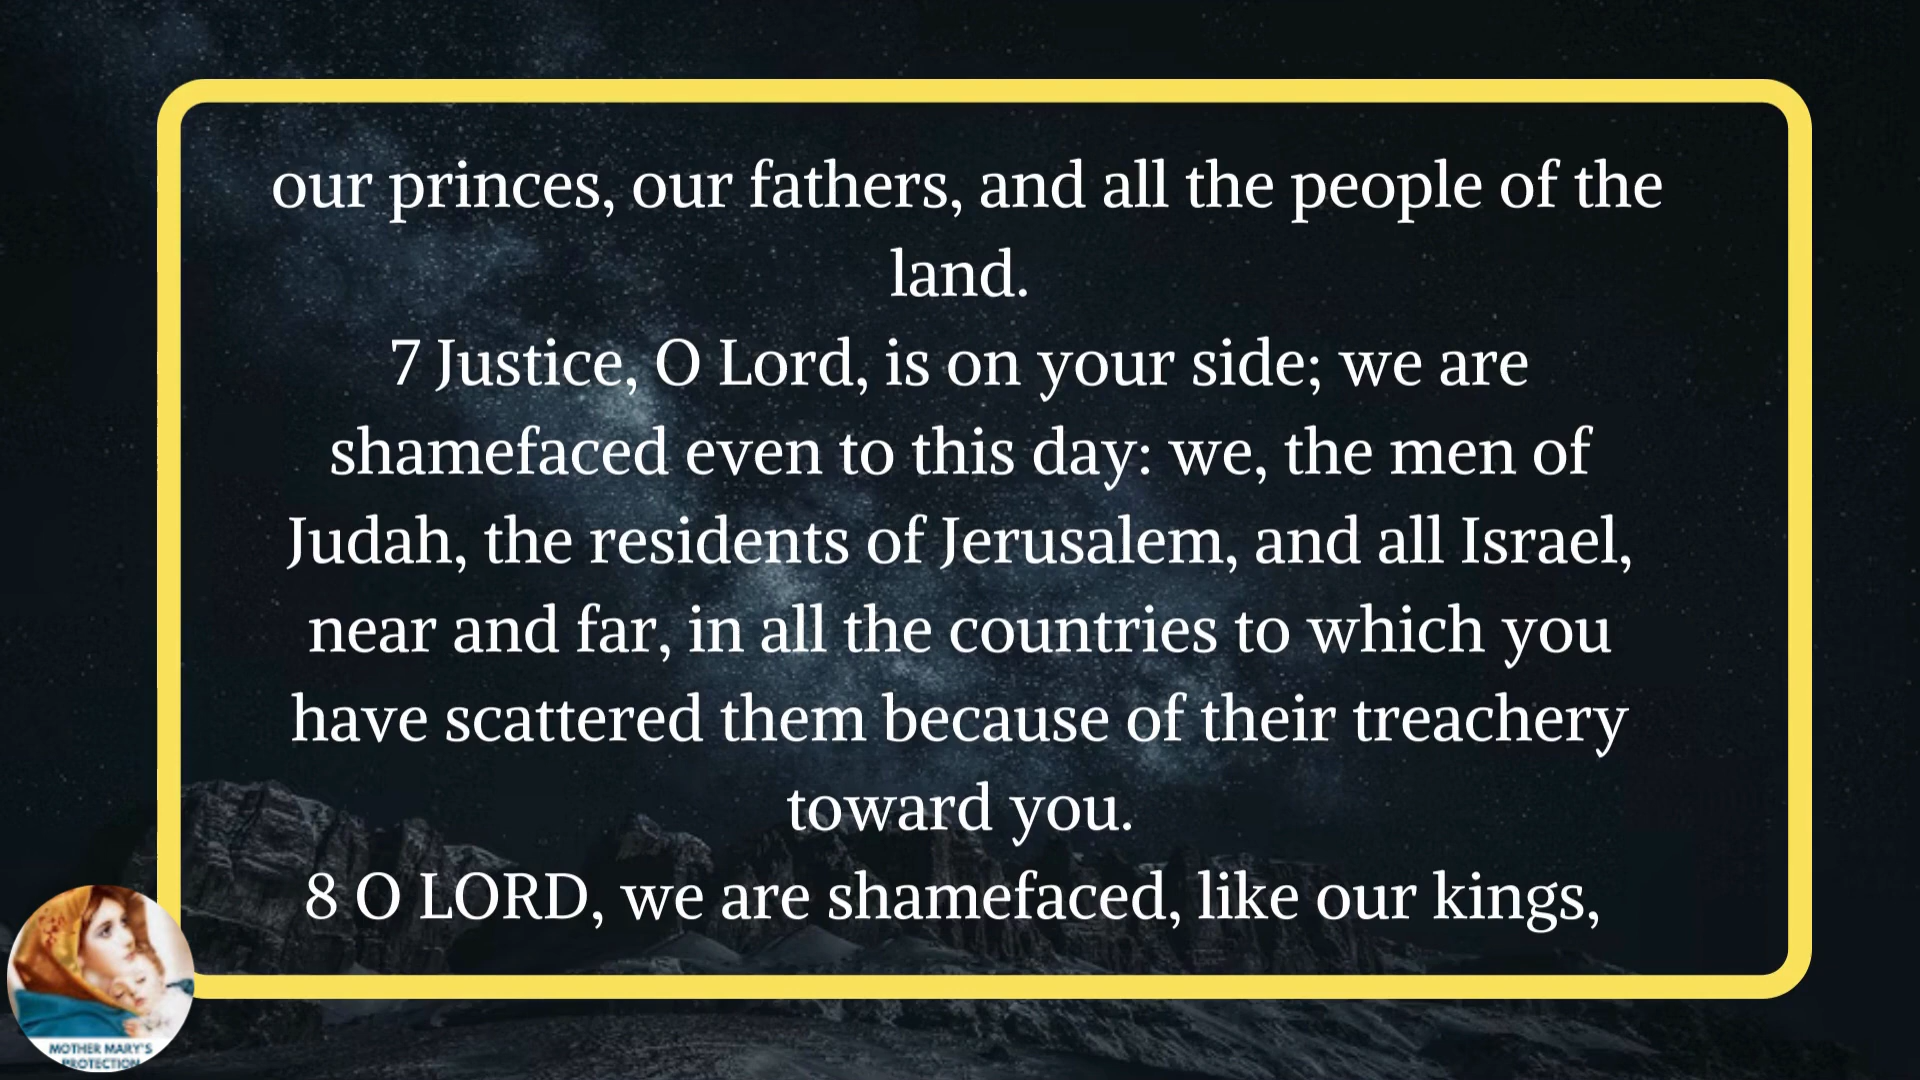 our princes, our fathers, and all the people of the
land.
7 Justice, O Lord, is on your side; we are
shamefaced even to this day: we, the men of
Judah, the residents of Jerusalem, and all Israel,
near and far, in all the countries to which you
have scattered them because of their treachery
toward you.
8 O LORD, we are shamefaced, like our kings,
MOTHER MARY'S
PROTECTION